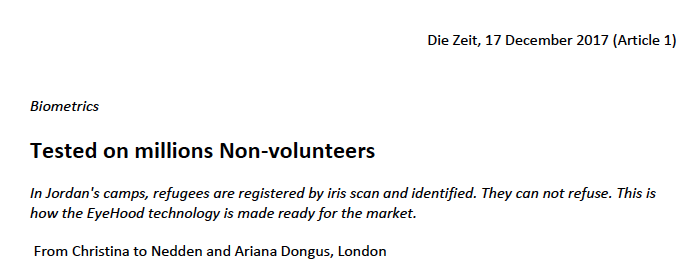 Die Zeit, 17 December 2017 (Article 1)
Biometrics
Tested on millions Non-volunteers
In Jordan's camps, refugees are registered by iris scan and identified. They can not refuse. This is
how the EyeHood technology is made ready for the market.
From Christina to Nedden and Ariana Dongus, London